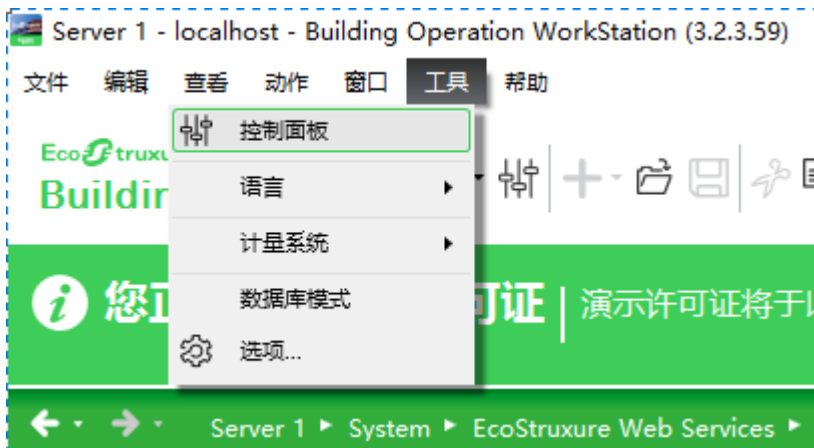 Server 1 - localhost - Building Operation WorkStation (3.2.3.59)
文件 编辑 查看 动作 窗口 工具 帮助
控制面板
语言
计量系统
数据库模式
选项...
Eco
Buildin
可证 演示许可证将于
Server 1 System EcoStruxure Web Services